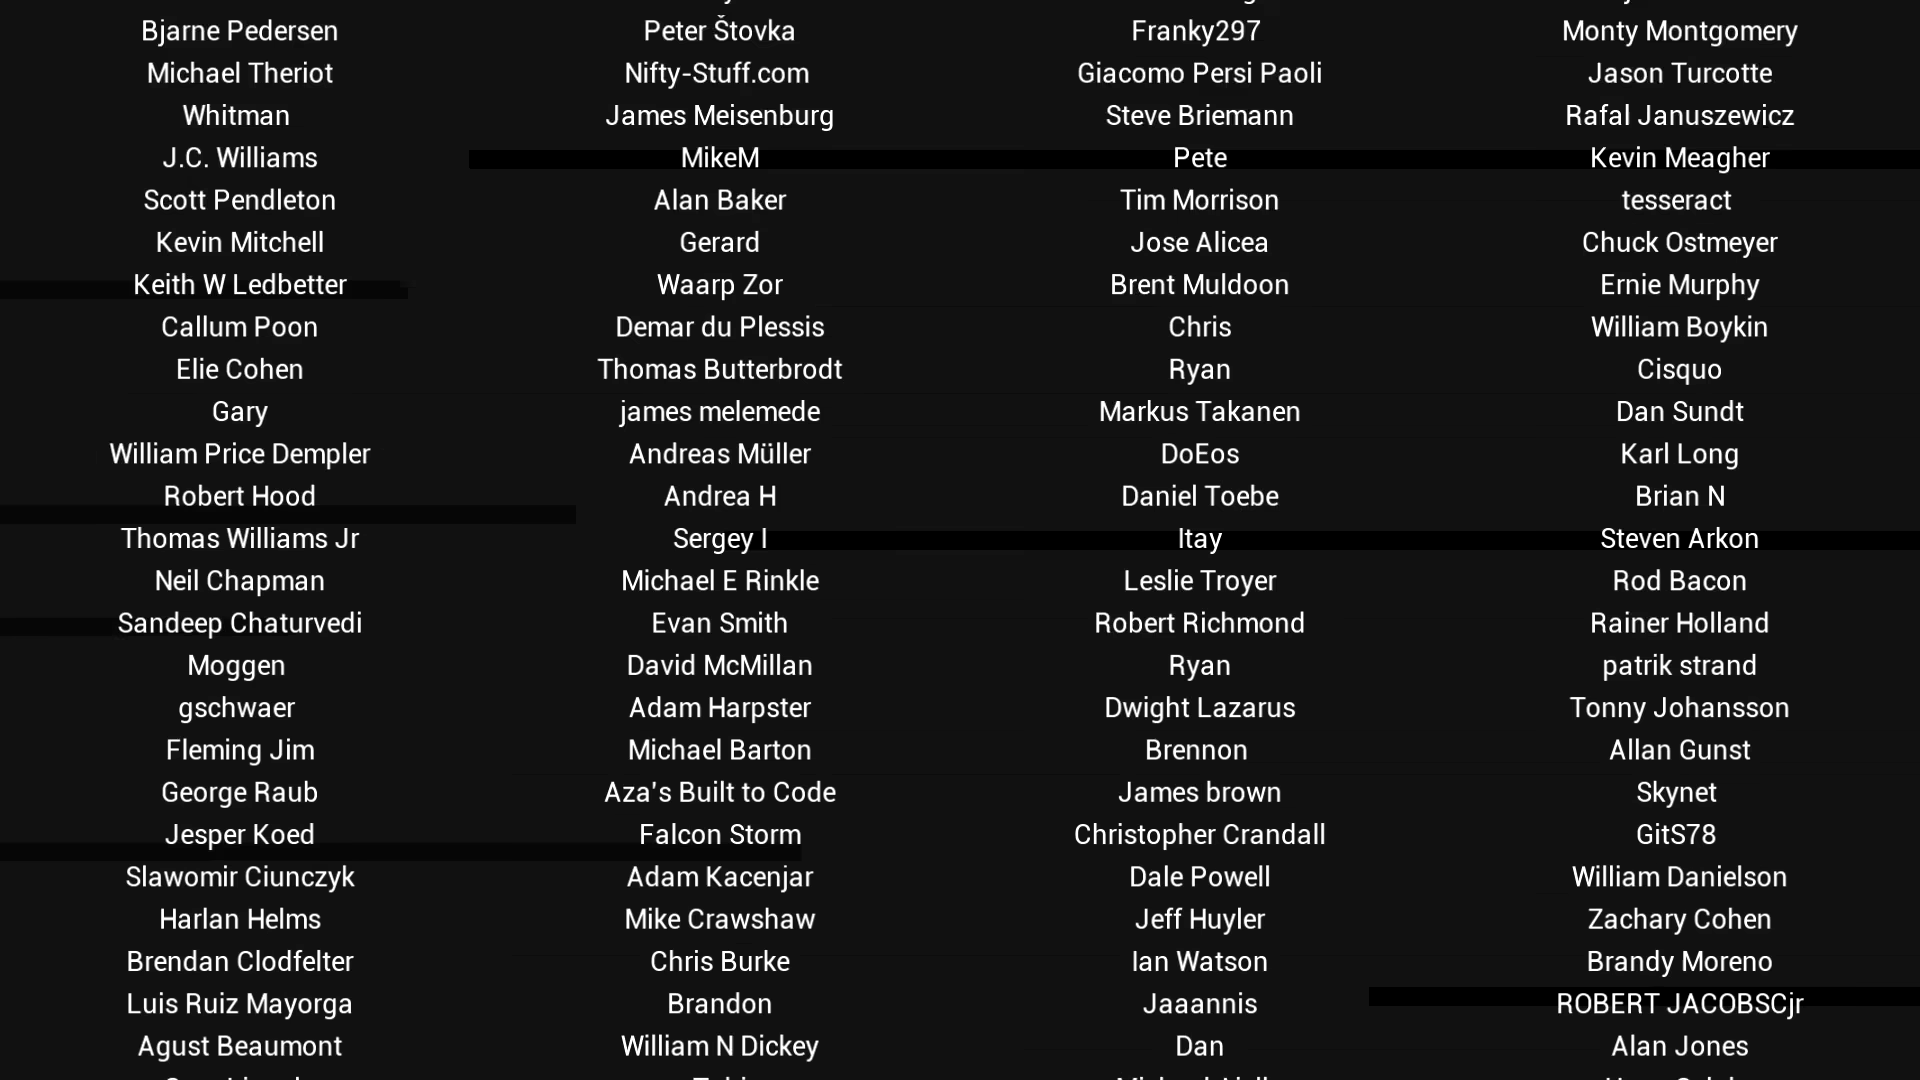 Bjarne Pedersen Peter Štovka Franky297 Monty Montgomery
Michael Theriot Nifty-Stuff.com Giacomo Persi Paoli Jason Turcotte
Whitman James Meisenburg Steve Briemann Rafal Januszewicz
J.C. Williams MikeM Pete Kevin Meagher
Scott Pendleton Alan Baker Tim Morrison tesseract
Kevin Mitchell Gerard Jose Alicea Chuck Ostmeyer
Keith W Ledbetter Waarp Zor Brent Muldoon Ernie Murphy
Callum Poon Demar du Plessis Chris William Boykin
Elie Cohen Thomas Butterbrodt Ryan Cisquo
Gary james melemede Markus Takanen Dan Sundt
William Price Dempler Andreas Müller DoEos Karl Long
Robert Hood Andrea H Daniel Toebe Brian N
Thomas Williams Jr Sergey I Itay Steven Arkon
Neil Chapman Michael E Rinkle Leslie Troyer Rod Bacon
Sandeep Chaturvedi Evan Smith Robert Richmond Rainer Holland
Moggen David McMillan Ryan patrik strand
gschwaer Adam Harpster Dwight Lazarus Tonny Johansson
Fleming Jim Michael Barton Brennon Allan Gunst
George Raub Aza's Built to Code James brown Skynet
Jesper Koed Falcon Storm Christopher Crandall GitS78
Slawomir Ciunczyk Adam Kacenjar Dale Powell William Danielson
Harlan Helms Mike Crawshaw Jeff Huyler Zachary Cohen
Brendan Clodfelter Chris Burke Ian Watson Brandy Moreno
Luis Ruiz Mayorga Brandon Jaaannis ROBERT JACOBSCjr
Agust Beaumont William N Dickey Dan Alan Jones